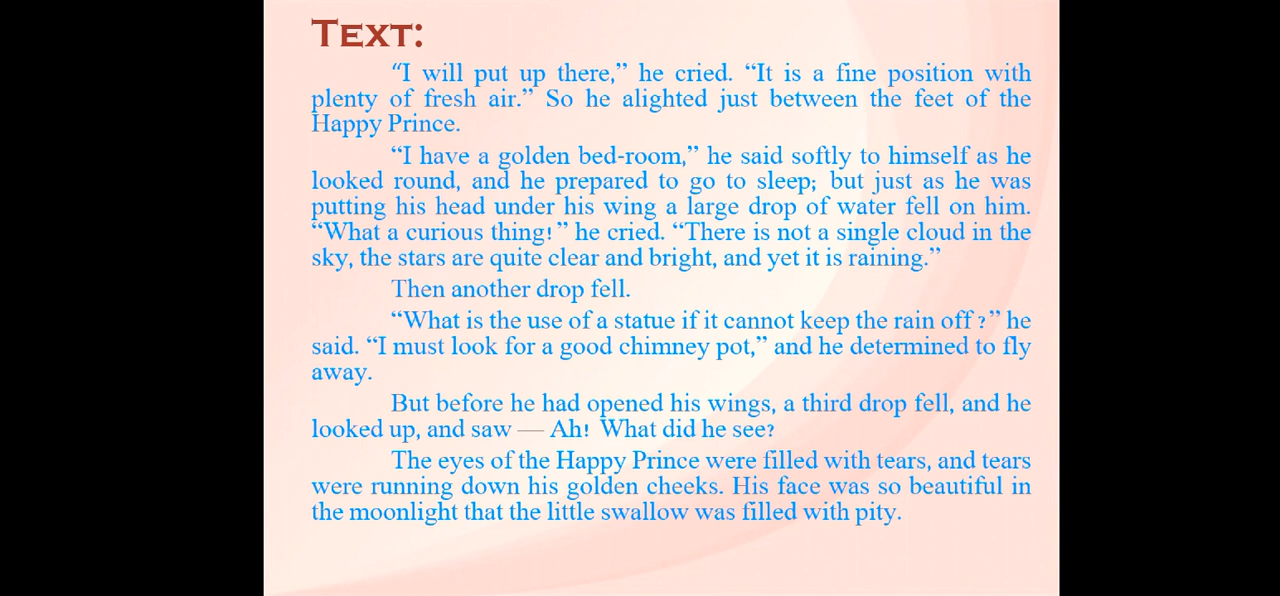 TEXT:
“I will put up there,” he cried. “It is a fine position with
plenty of fresh air.” So he alighted just between the feet of the
Happy Prince.
“I have a golden bed-room,” he said softly to himself as he
looked round, and he prepared to go to sleep; but just as he was
putting his head under his wing a large drop of water fell on him.
“What a curious thing!” he cried. “There is not a single cloud in the
sky, the stars are quite clear and bright, and yet it is raining.”
Then another drop fell.
“What is the use of a statue if it cannot keep the rain off ?” he
said. “I must look for a good chimney pot,” and he determined to fly
away.
But before he had opened his wings, a third drop fell, and he
looked up, and saw — Ah! What did he see?
The eyes of the Happy Prince were filled with tears, and tears
were running down his golden cheeks. His face was so beautiful in
the moonlight that the little swallow was filled with pity.